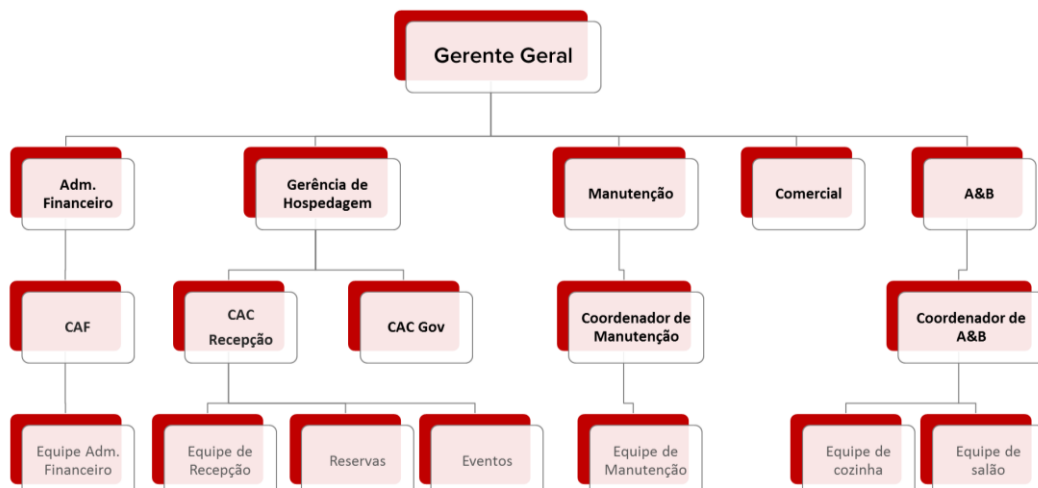 Gerente Geral
Adm.
Financeiro
Gerência de
Hospedagem
Manutenção
Comercial
A&B
CAF
CAC
Recepção
CAC Gov
Coordenador de
Manutenção
Coordenador de
A&B
Equipe Adm.
Financeiro
Equipe de
Recepção
Reservas
Eventos
Equipe de
Manutenção
Equipe de
cozinha
Equipe de
salão